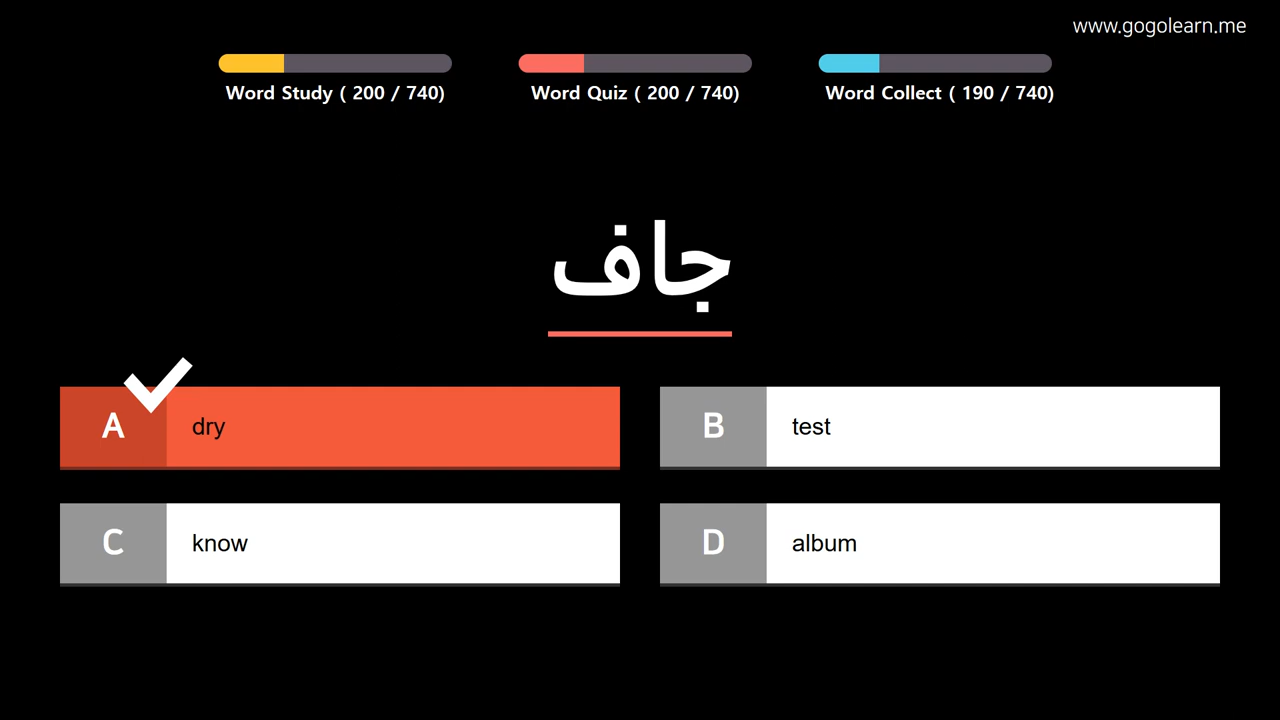 www.gogolearn.me
Word Study ( 200 / 740)
Word Quiz ( 200 / 740)
Word Collect ( 190 / 740)
جاف
A dry
B test
C know
D album